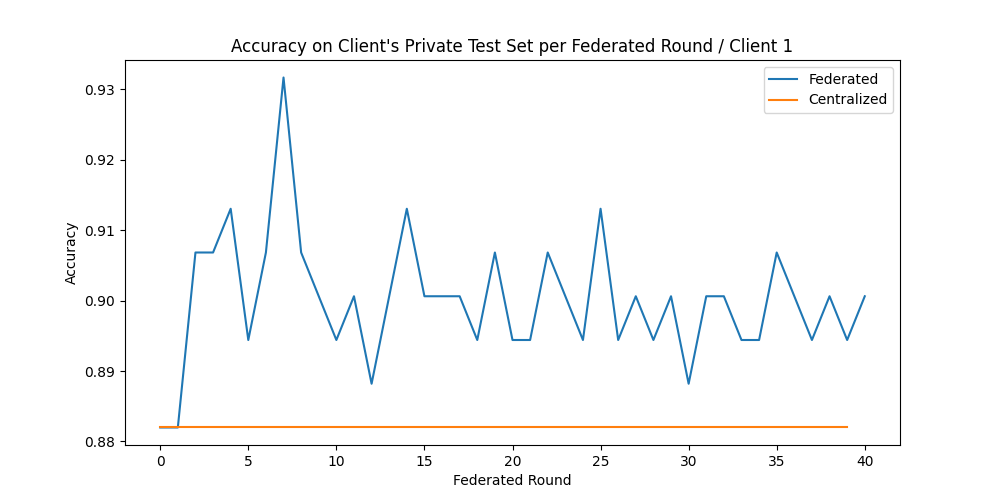 Accuracy on Client's Private Test Set per Federated Round / Client 1
Federated
Centralized
Accuracy
0.93
0.92
0.91
0.90
0.89
0.88
0 5 10 15 20 25 30 35 40
Federated Round